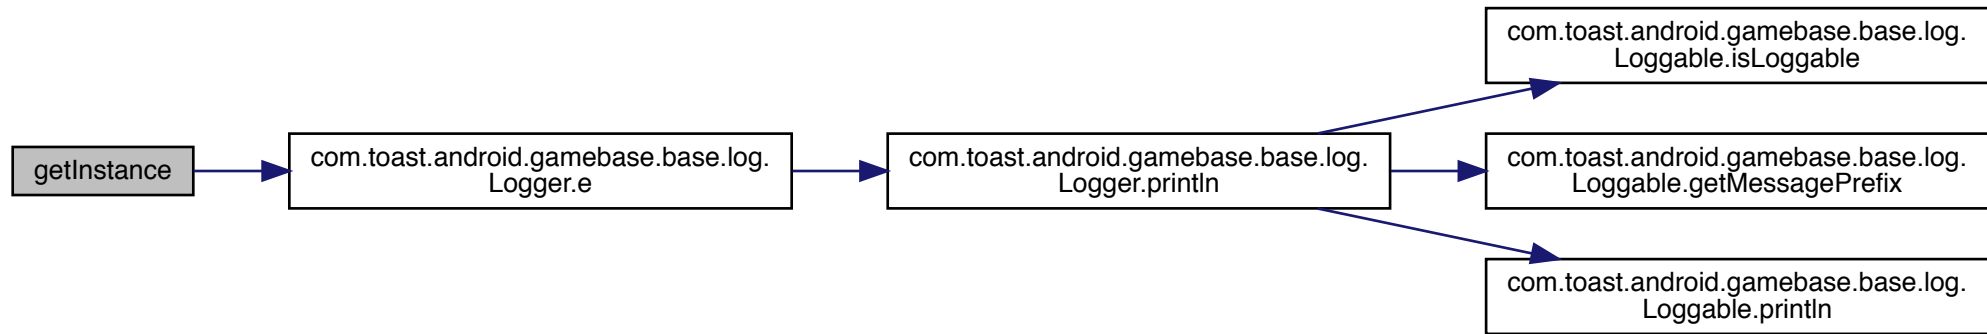 getInstance
com.toast.android.gamebase.base.log.
Logger.e
com.toast.android.gamebase.base.log.
Logger.println
com.toast.android.gamebase.base.log.
Loggable.isLoggable
com.toast.android.gamebase.base.log.
Loggable.getMessagePrefix
com.toast.android.gamebase.base.log.
Loggable.println